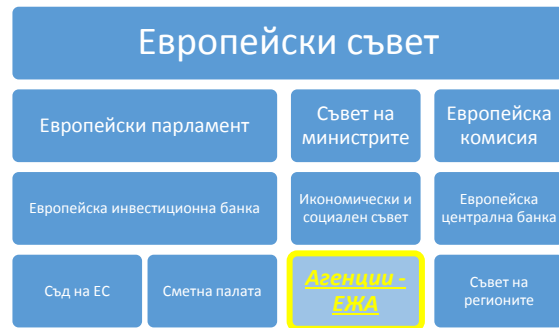 Европейски съвет
Европейски парламент
Съвет на
министрите
Европейска
комисия
Европейска инвестиционна банка
Икономически и
социален съвет
Европейска
централна банка
Съд на ЕС
Сметна палата
Агенции -
ЕЖА
Съвет на
регионите